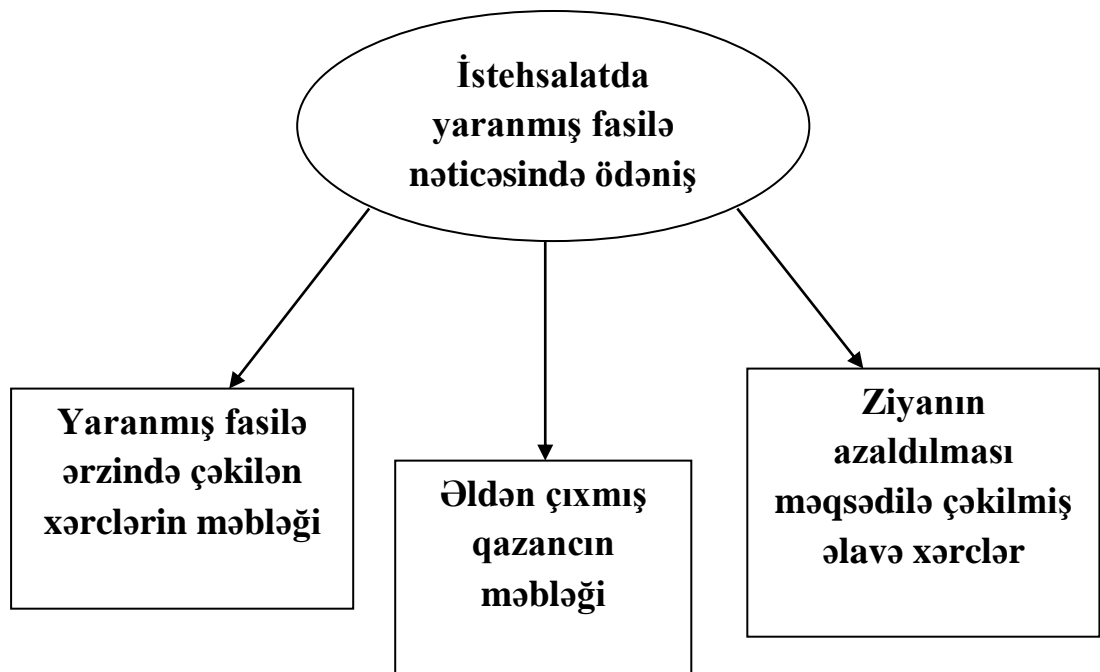 İstehsalatda
yaranmış fasilə
nəticəsində ödəniş
Yaranmış fasilə
ərzində çəkilən
xərclərin məbləği
Əldən çıxmış
qazancın
məbləği
Ziyanın
azaldılması
məqsədilə çəkilmiş
əlavə xərclər